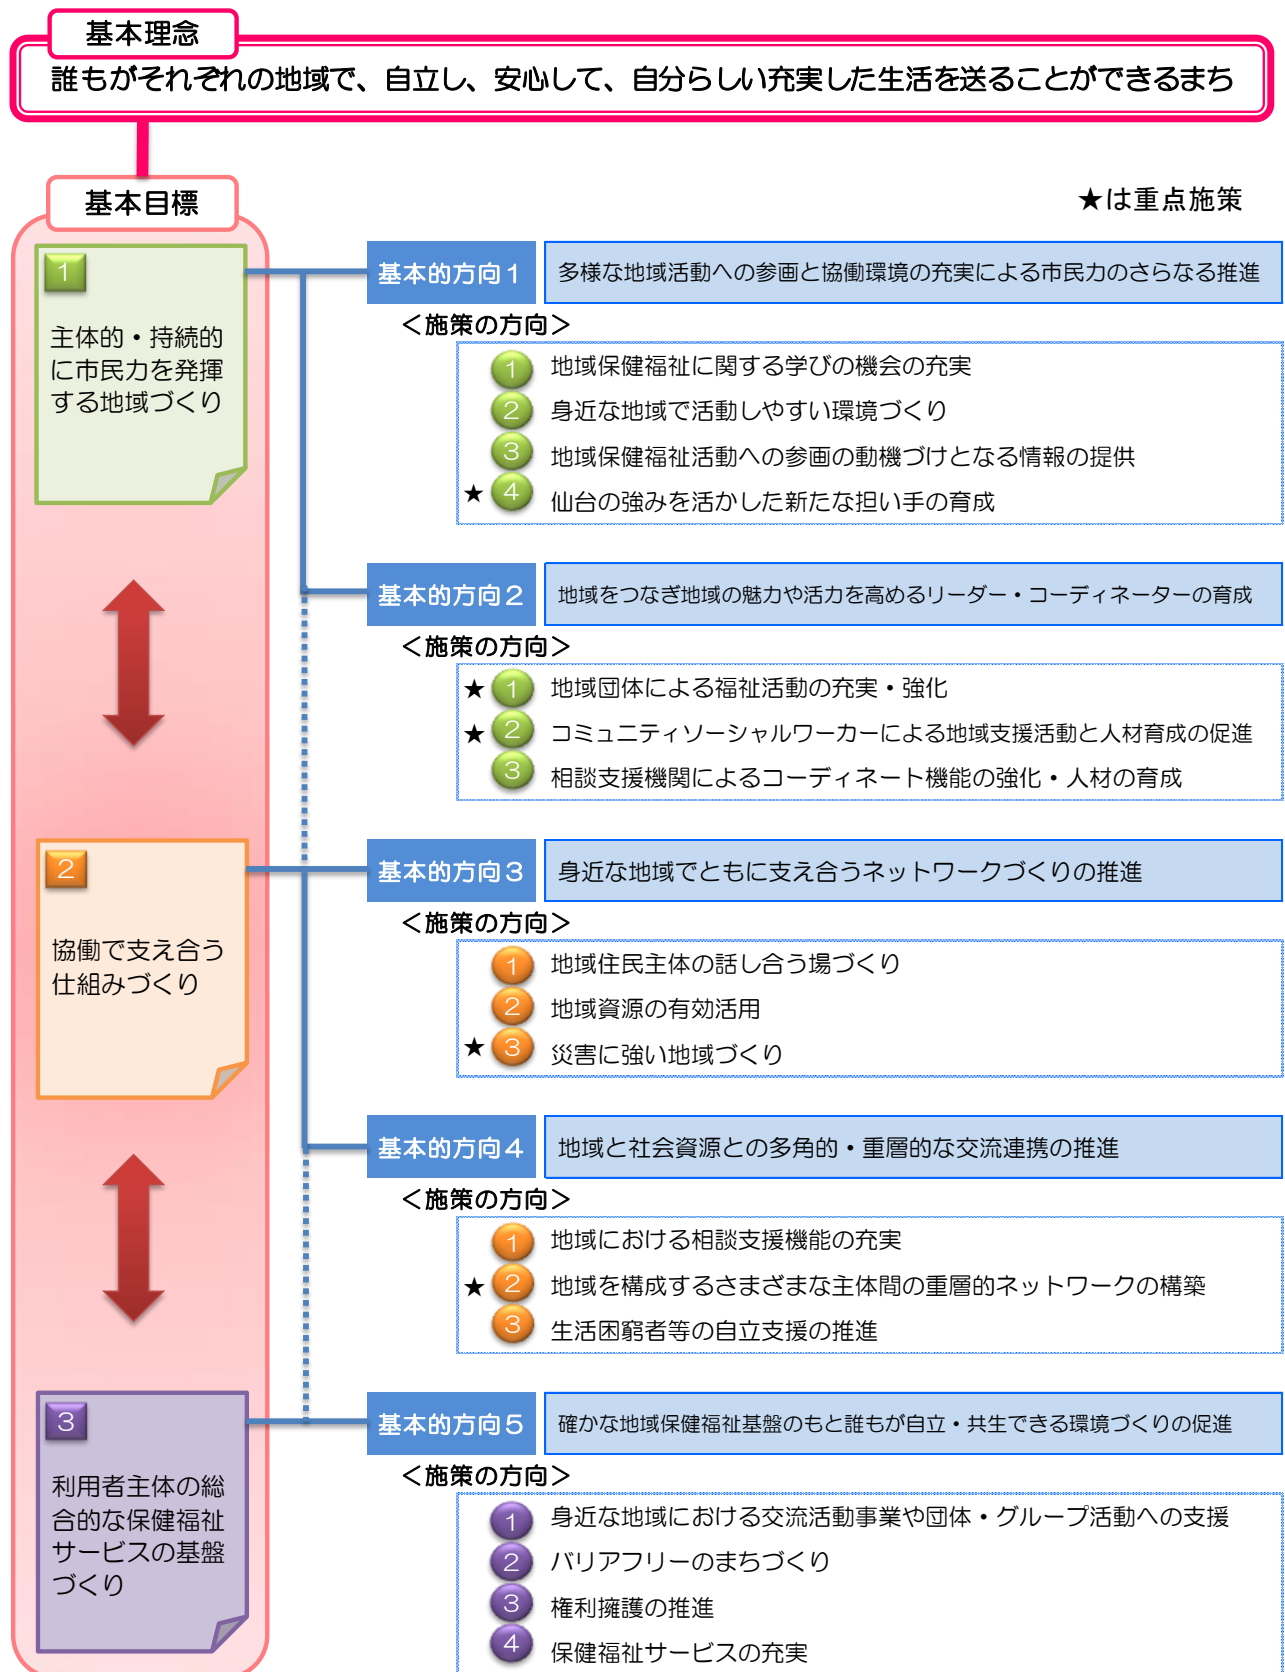 基本理念
誰もがそれぞれの地域で、自立し、安心して、自分らしい充実した生活を送ることができるまち
基本目標
★は重点施策
1
主体的・持続的
に市民力を発揮
する地域づくり
基本的方向1
多様な地域活動への参画と協働環境の充実による市民力のさらなる推進
＜施策の方向＞
1 地域保健福祉に関する学びの機会の充実
2 身近な地域で活動しやすい環境づくり
3 地域保健福祉活動への参画の動機づけとなる情報の提供
★ 4 仙台の強みを活かした新たな担い手の育成
基本的方向2
地域をつなぎ地域の魅力や活力を高めるリーダー・コーディネーターの育成
＜施策の方向＞
★ 1 地域団体による福祉活動の充実・強化
★ 2 コミュニティソーシャルワーカーによる地域支援活動と人材育成の促進
3 相談支援機関によるコーディネート機能の強化・人材の育成
2
協働で支え合う
仕組みづくり
基本的方向3
身近な地域でともに支え合うネットワークづくりの推進
＜施策の方向＞
1 地域住民主体の話し合う場づくり
2 地域資源の有効活用
★ 3 災害に強い地域づくり
基本的方向4
地域と社会資源との多角的・重層的な交流連携の推進
＜施策の方向＞
1 地域における相談支援機能の充実
★ 2 地域を構成するさまざまな主体間の重層的ネットワークの構築
3 生活困窮者等の自立支援の推進
3
利用者主体の総
合的な保健福祉
サービスの基盤
づくり
基本的方向5
確かな地域保健福祉基盤のもと誰もが自立・共生できる環境づくりの促進
＜施策の方向＞
1 身近な地域における交流活動事業や団体・グループ活動への支援
2 バリアフリーのまちづくり
3 権利擁護の推進
4 保健福祉サービスの充実